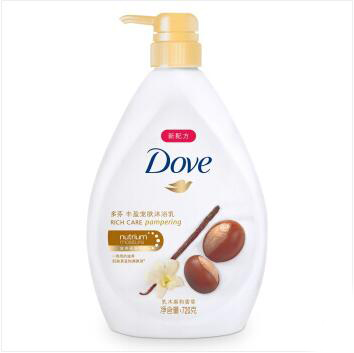 新配方
Dove
多芬 丰盈宠肤沐浴乳
RICH CARE pampering
nutrium
moisture
乳木果和香草
净含量:720克